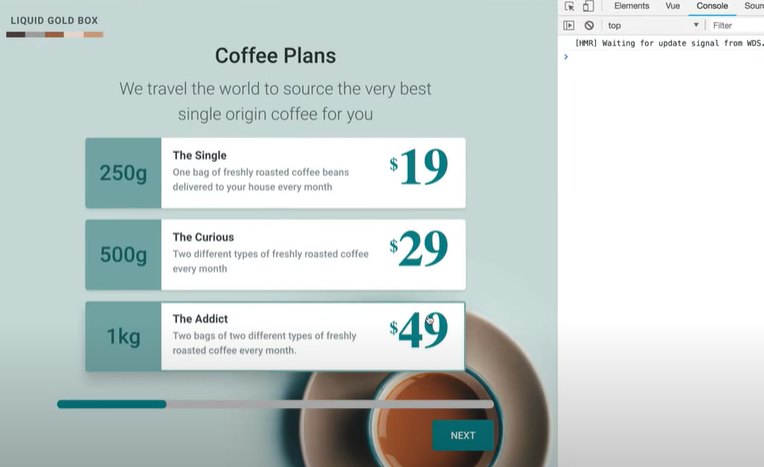 LIQUID GOLD BOX
Elements Vue Console
top Filter
[HMR] Waiting for update signal from WDS.
Coffee Plans
We travel the world to source the very best
single origin coffee for you
250g
The Single
One bag of freshly roasted coffee beans
delivered to your house every month
$19
500g
The Curious
Two different types of freshly roasted coffee
every month
$29
1kg
The Addict
Two bags of two different types of freshly
roasted coffee every month.
$49
NEXT